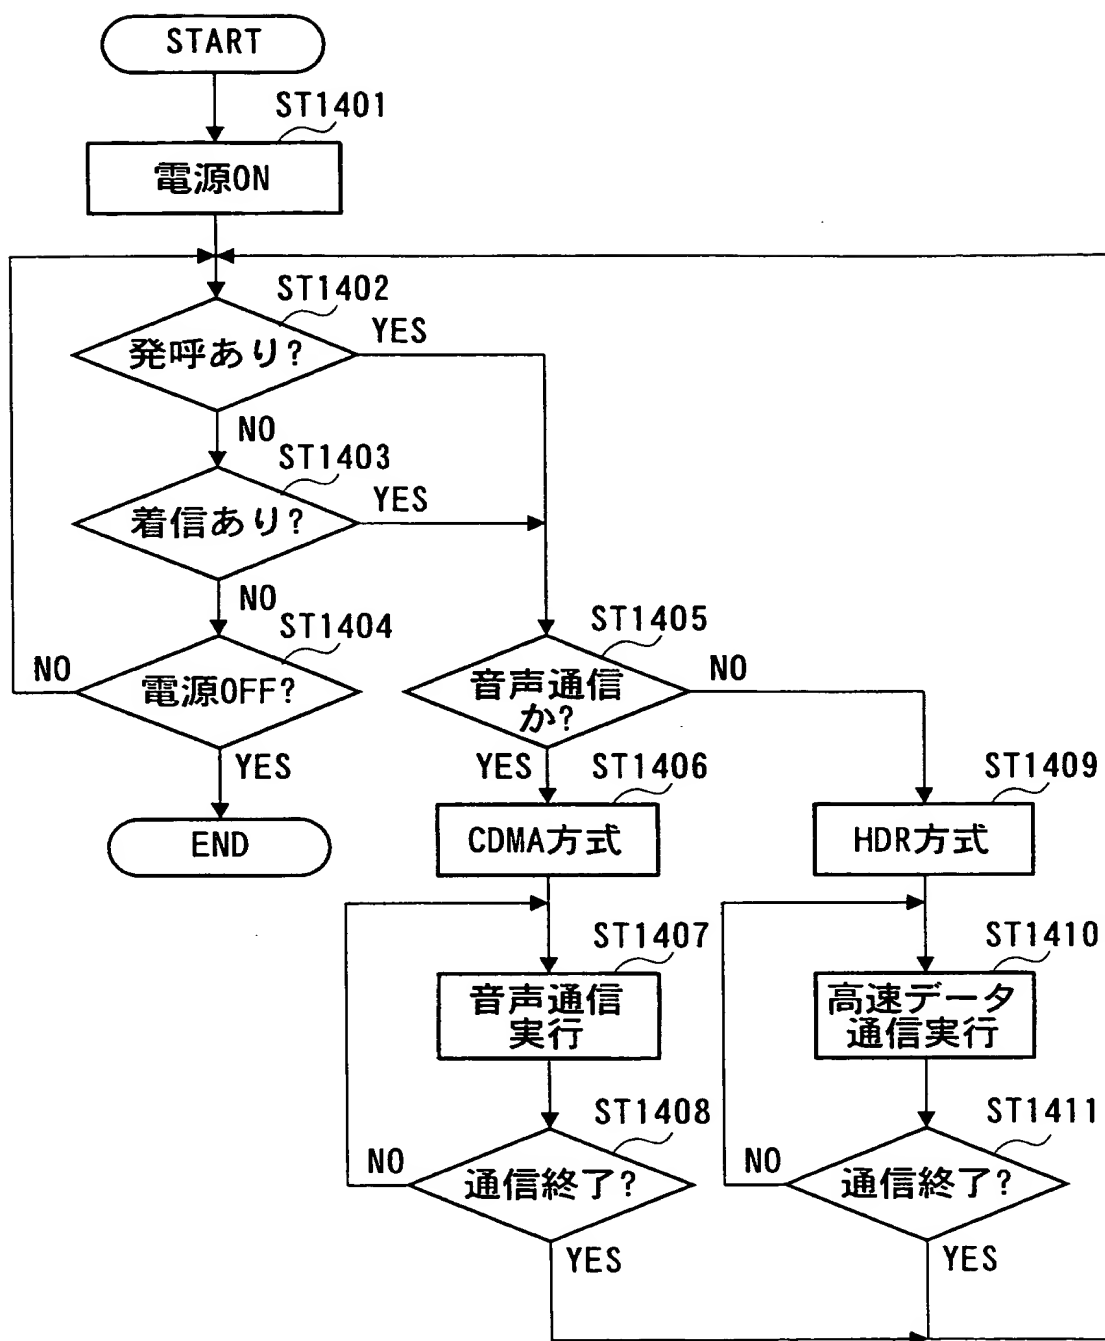 START
ST1401
電源ON
ST1402
発呼あり?
YES
NO
ST1403
着信あり?
YES
NO
ST1404
電源OFF?
NO
YES
END
ST1405
音声通信
か?
NO
YES
ST1406
CDMA方式
ST1407
音声通信
実行
ST1408
通信終了?
NO
YES
ST1409
HDR方式
ST1410
高速データ
通信実行
ST1411
通信終了?
NO
YES